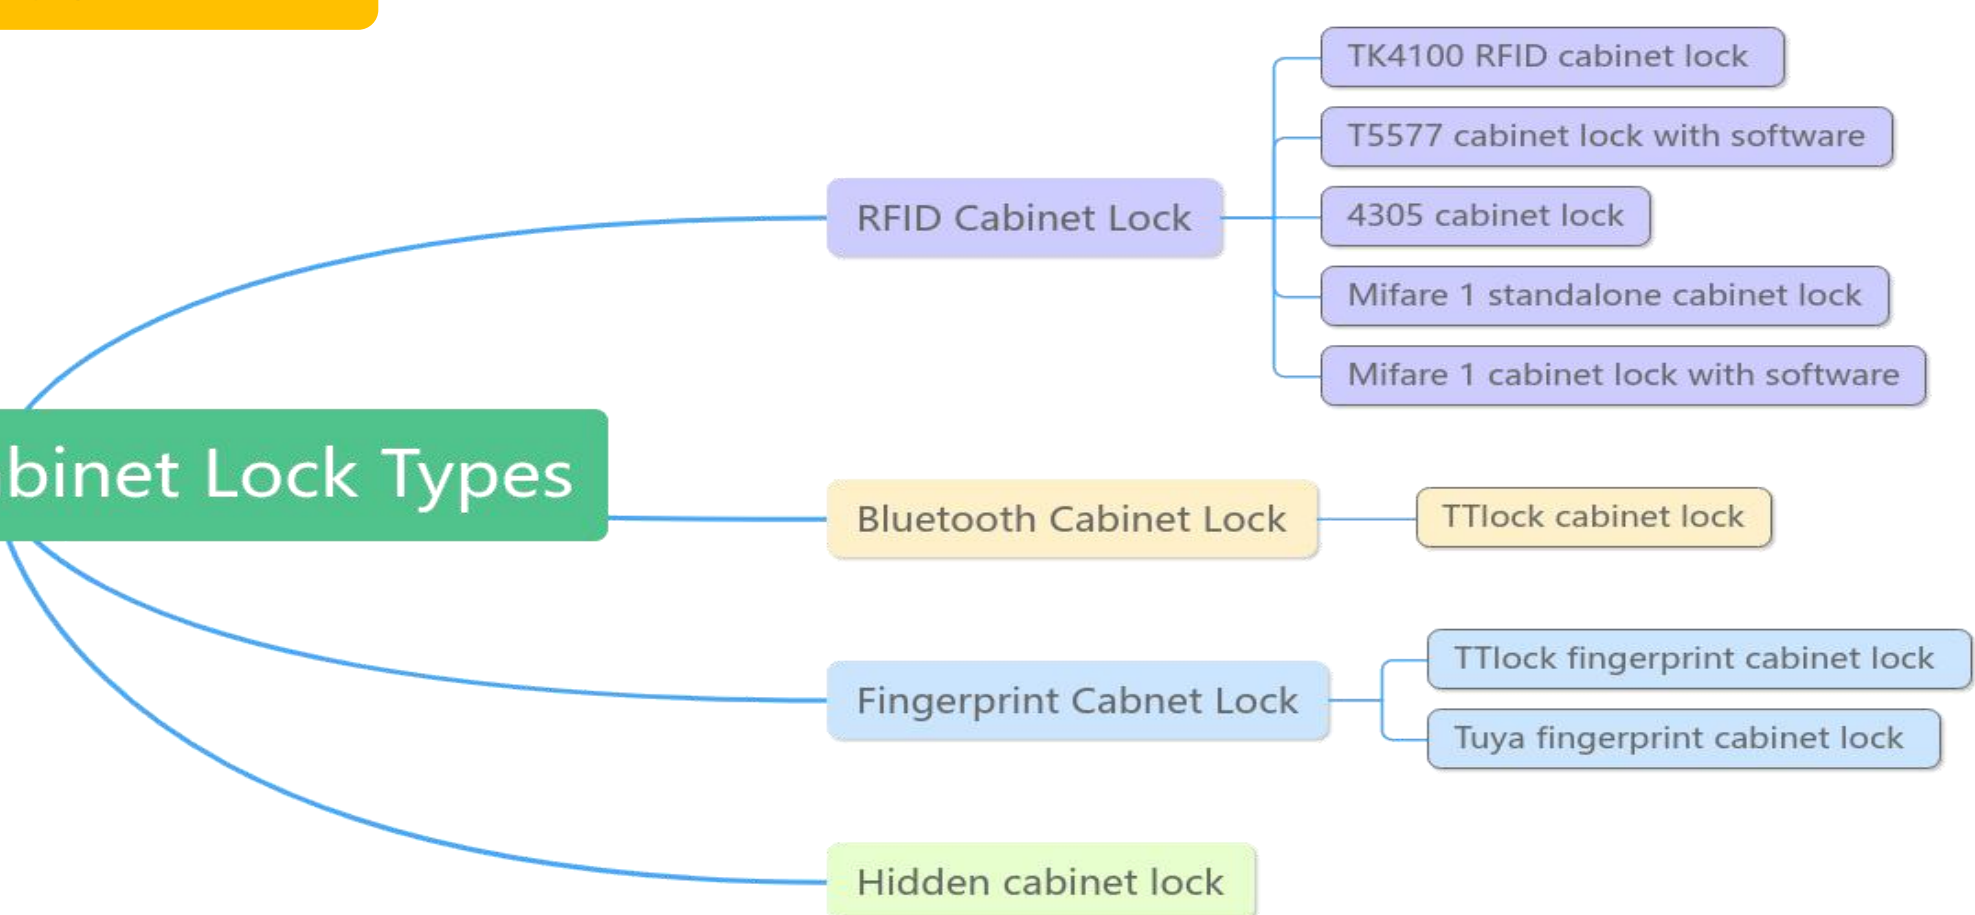 TK4100 RFID cabinet lock
T5577 cabinet lock with software
RFID Cabinet Lock
4305 cabinet lock
Mifare 1 standalone cabinet lock
Mifare 1 cabinet lock with software
binet Lock Types
Bluetooth Cabinet Lock
TTlock cabinet lock
Fingerprint Cabnet Lock
TTlock fingerprint cabinet lock
Tuya fingerprint cabinet lock
Hidden cabinet lock